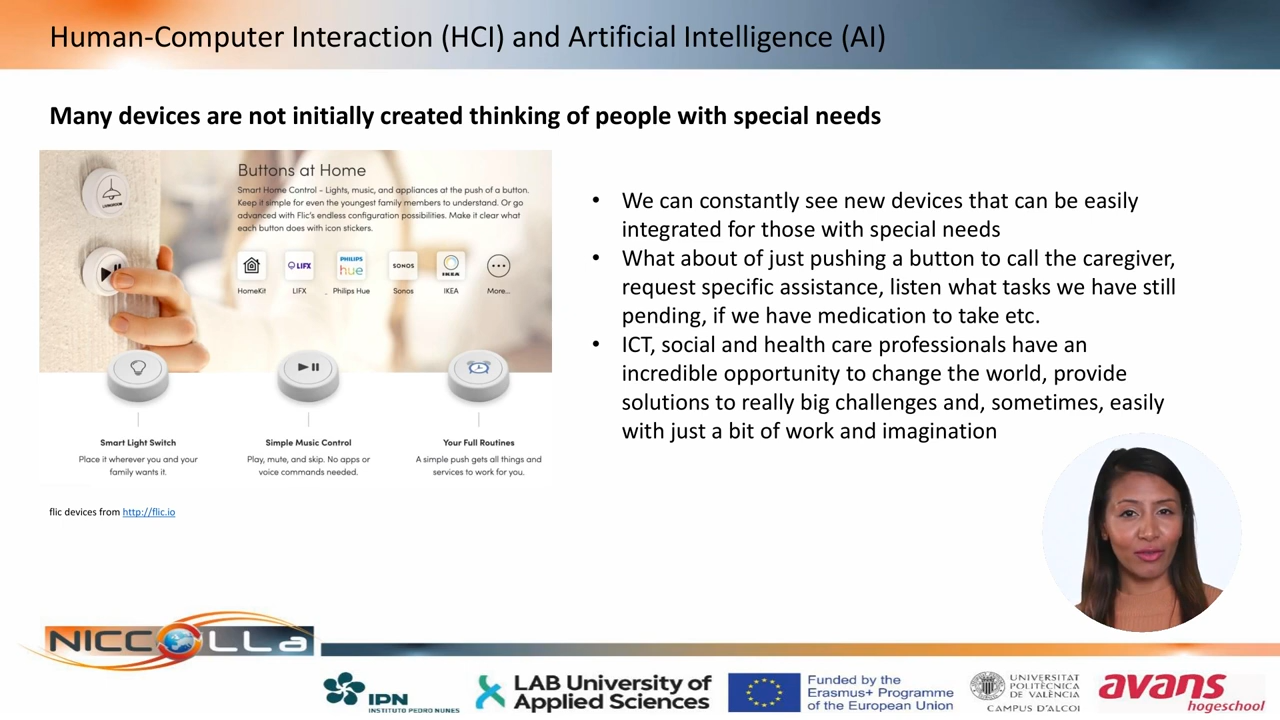 Human-Computer Interaction (HCI) and Artificial Intelligence (AI)
Many devices are not initially created thinking of people with special needs
Buttons at Home
Smart Home Control - Lights, music, and appliances at the push of a button.
Keep it simple for even the youngest family members to understand. Or go
advanced with Flic's endless configuration possibilities. Make it clear what
each button does with icon stickers.
LIFX
PHILIPS
hue
SONOS
IKEA
HomeKit
LIFX
Philips Hue
Sonos
IKEA
More...
Smart Light Switch
Place it wherever you and your
family wants it.
Simple Music Control
Play, mute, and skip. No apps or
voice commands needed.
Your Full Routines
A simple push gets all things and
services to work for you.
flic devices from http://flic.io
• We can constantly see new devices that can be easily
integrated for those with special needs
• What about of just pushing a button to call the caregiver,
request specific assistance, listen what tasks we have still
pending, if we have medication to take etc.
• ICT, social and health care professionals have an
incredible opportunity to change the world, provide
solutions to really big challenges and, sometimes, easily
with just a bit of work and imagination
NICCOLLa
IPN
INSTITUTO PEDRO NUNES
LAB University of
Applied Sciences
Funded by the
Erasmus+ Programme
of the European Union
UNIVERSITAT
POLITÈCNICA
DE VALÈNCIA
CAMPUS D'ALCOI
avans
hogeschool